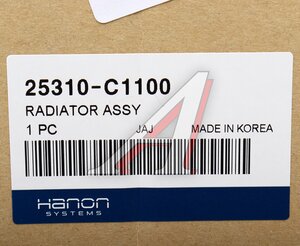 25310-C1100
RADIATOR ASSY
1 PC JAJ MADE IN KOREA
Hanon
SYSTEMS